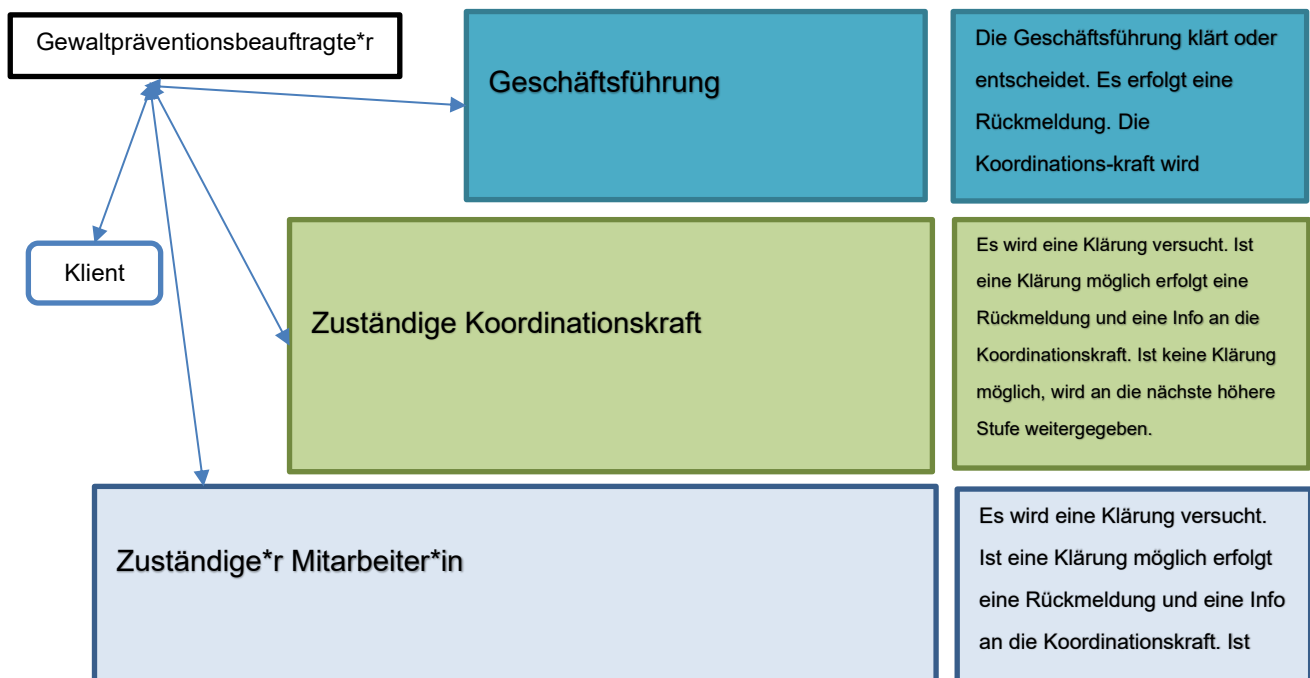 Gewaltpräventionsbeauftragte*r
Geschäftsführung
Die Geschäftsführung klärt oder
entscheidet. Es erfolgt eine
Rückmeldung. Die
Koordinations-kraft wird
Klient
Zuständige Koordinationskraft
Es wird eine Klärung versucht. Ist
eine Klärung möglich erfolgt eine
Rückmeldung und eine Info an die
Koordinationskraft. Ist keine Klärung
möglich, wird an die nächste höhere
Stufe weitergegeben.
Zuständige*r Mitarbeiter*in
Es wird eine Klärung versucht.
Ist eine Klärung möglich erfolgt
eine Rückmeldung und eine Info
an die Koordinationskraft. Ist